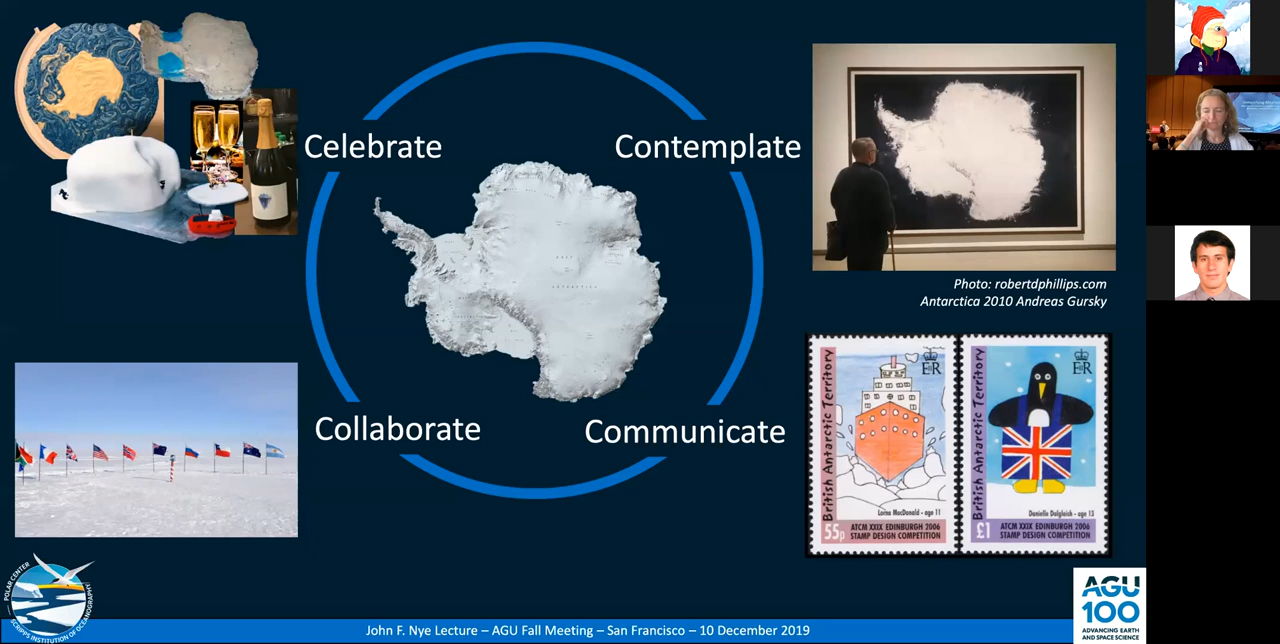 Celebrate
Contemplate
Photo: robertdphillips.com
Antarctica 2010 Andreas Gursky
Collaborate
Communicate
British Antarctic Territory
ER
Lorna MacDonald - age 11
55p
ATCM XXIX EDINBURGH 2006
STAMP DESIGN COMPETITION
British Antarctic Territory
ER
Danielle Dalgleish - age 13
£1
ATCM XXIX EDINBURGH 2006
STAMP DESIGN COMPETITION
POLAR CENTER
SCRIPPS INSTITUTION OF OCEANOGRAPHY
AGU
100
ADVANCING EARTH
AND SPACE SCIENCE
John F. Nye Lecture – AGU Fall Meeting – San Francisco – 10 December 2019